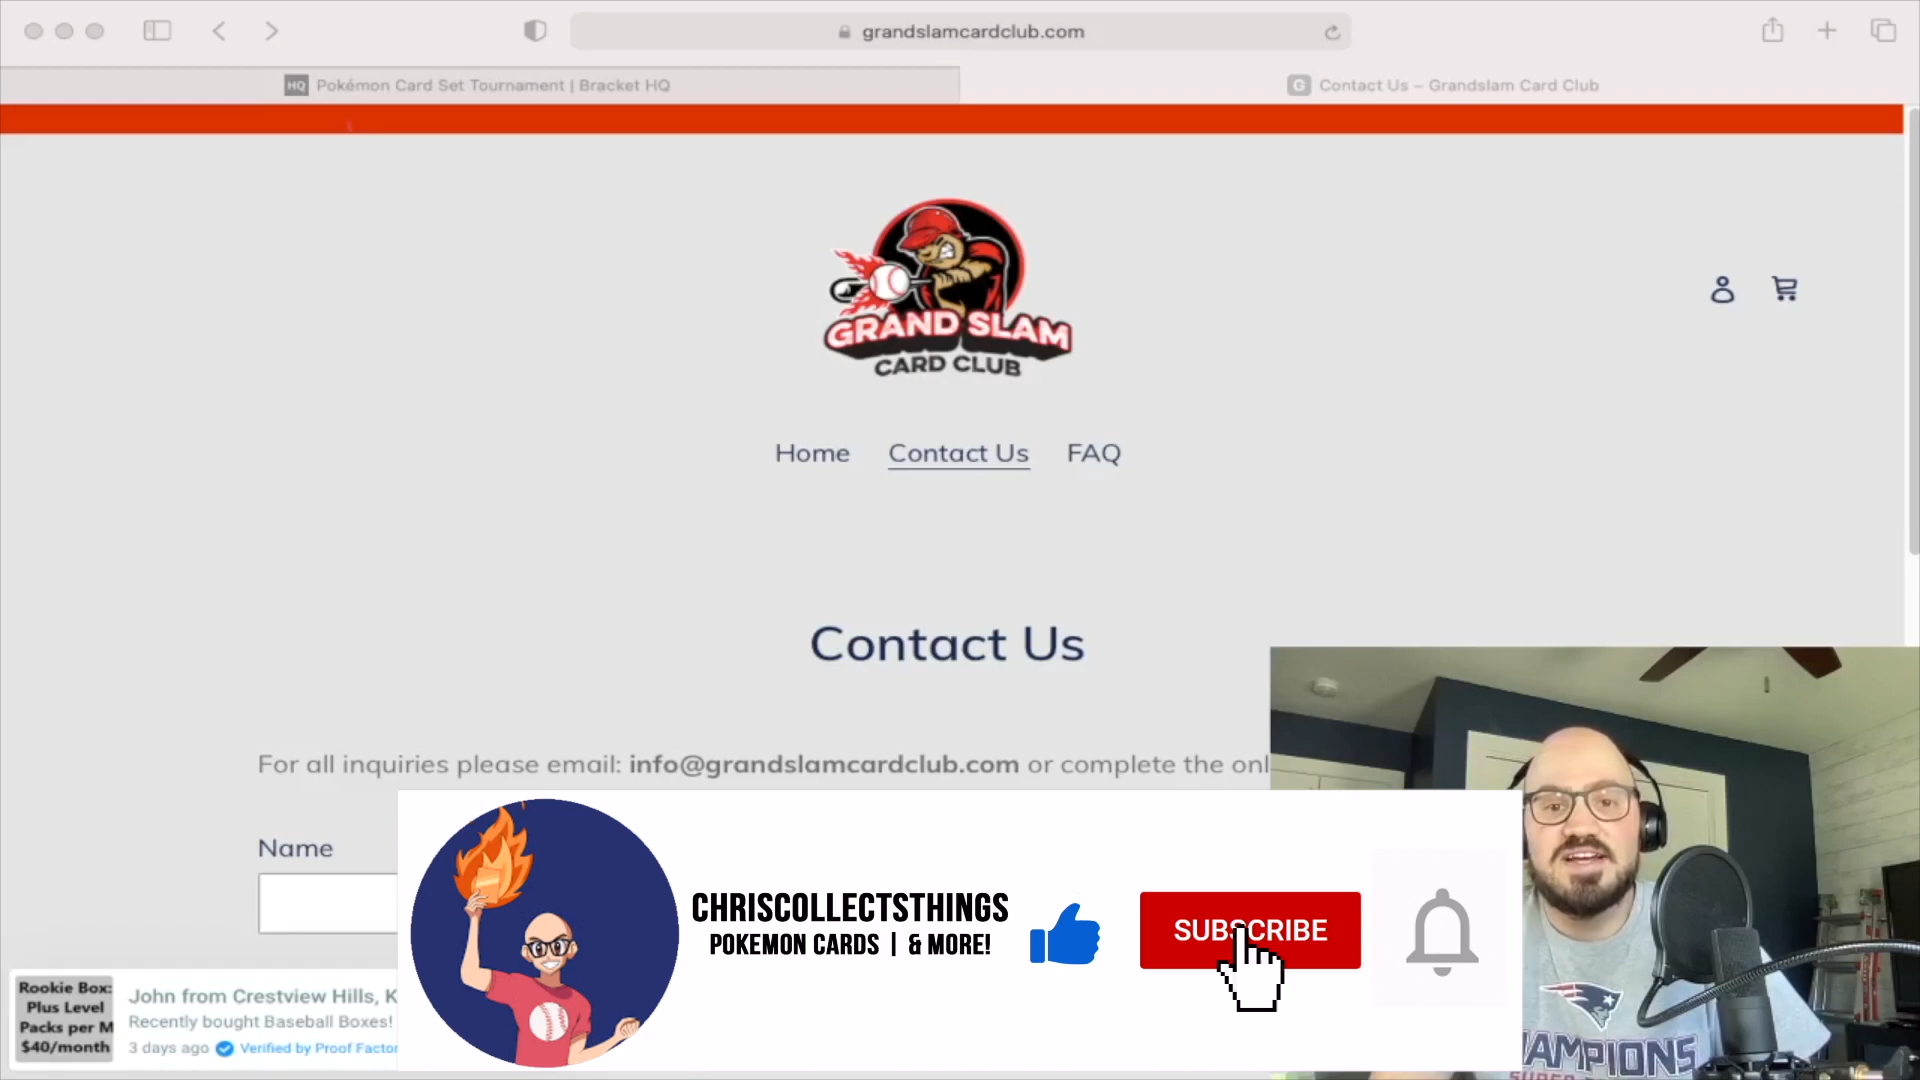 grandslamcardclub.com
HQ Pokémon Card Set Tournament | Bracket HQ
G Contact Us – Grandslam Card Club
GRAND SLAM
CARD CLUB
Home Contact Us FAQ
Contact Us
For all inquiries please email: info@grandslamcardclub.com or complete the onl
Name
CHRISCOLLECTSTHINGS
POKEMON CARDS | & MORE!
SUBSCRIBE
Rookie Box:
Plus Level
Packs per M
$40/month
John from Crestview Hills, K
Recently bought Baseball Boxes!
3 days ago Verified by Proof Factor
AMPIONS